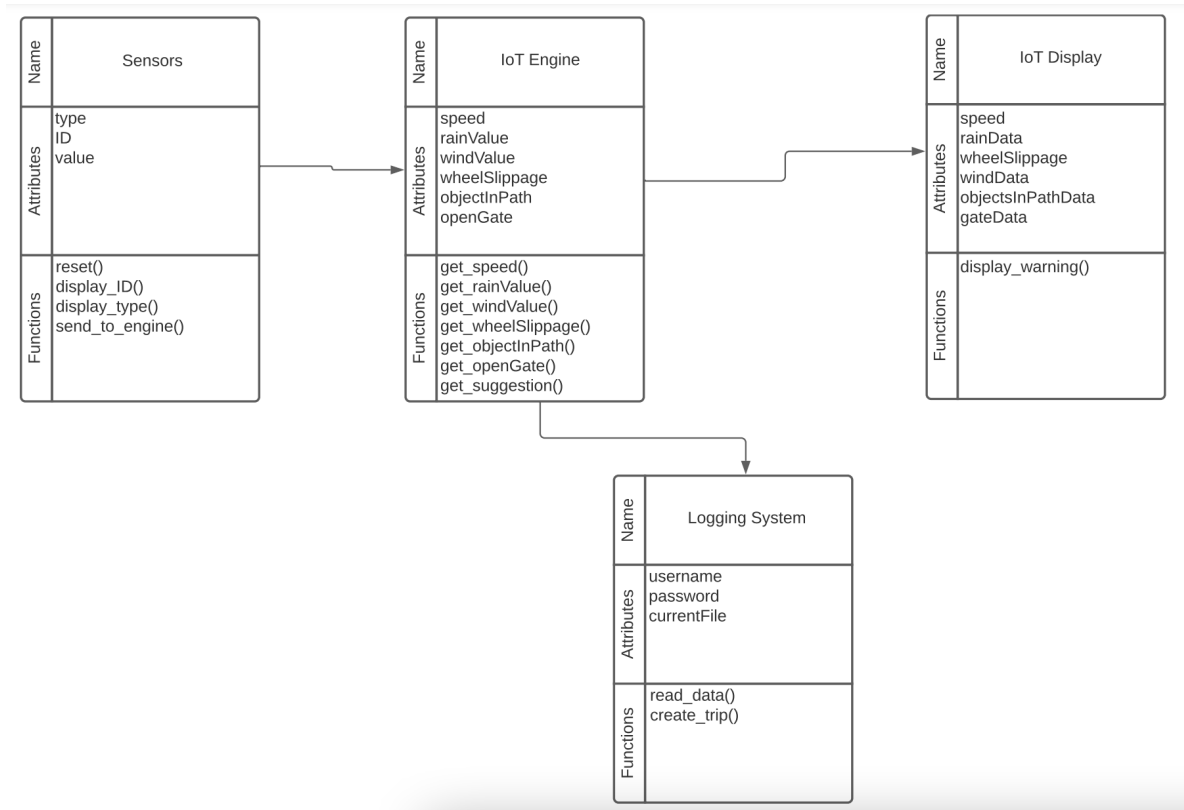 Name
Sensors
Attributes
type
ID
value
Functions
reset()
display_ID()
display_type()
send_to_engine()
Name
IoT Engine
Attributes
speed
rainValue
windValue
wheelSlippage
objectInPath
openGate
Functions
get_speed()
get_rainValue()
get_windValue()
get_wheelSlippage()
get_objectInPath()
get_openGate()
get_suggestion()
Name
IoT Display
Attributes
speed
rainData
wheelSlippage
windData
objectsInPathData
gateData
Functions
display_warning()
Name
Logging System
Attributes
username
password
currentFile
Functions
read_data()
create_trip()